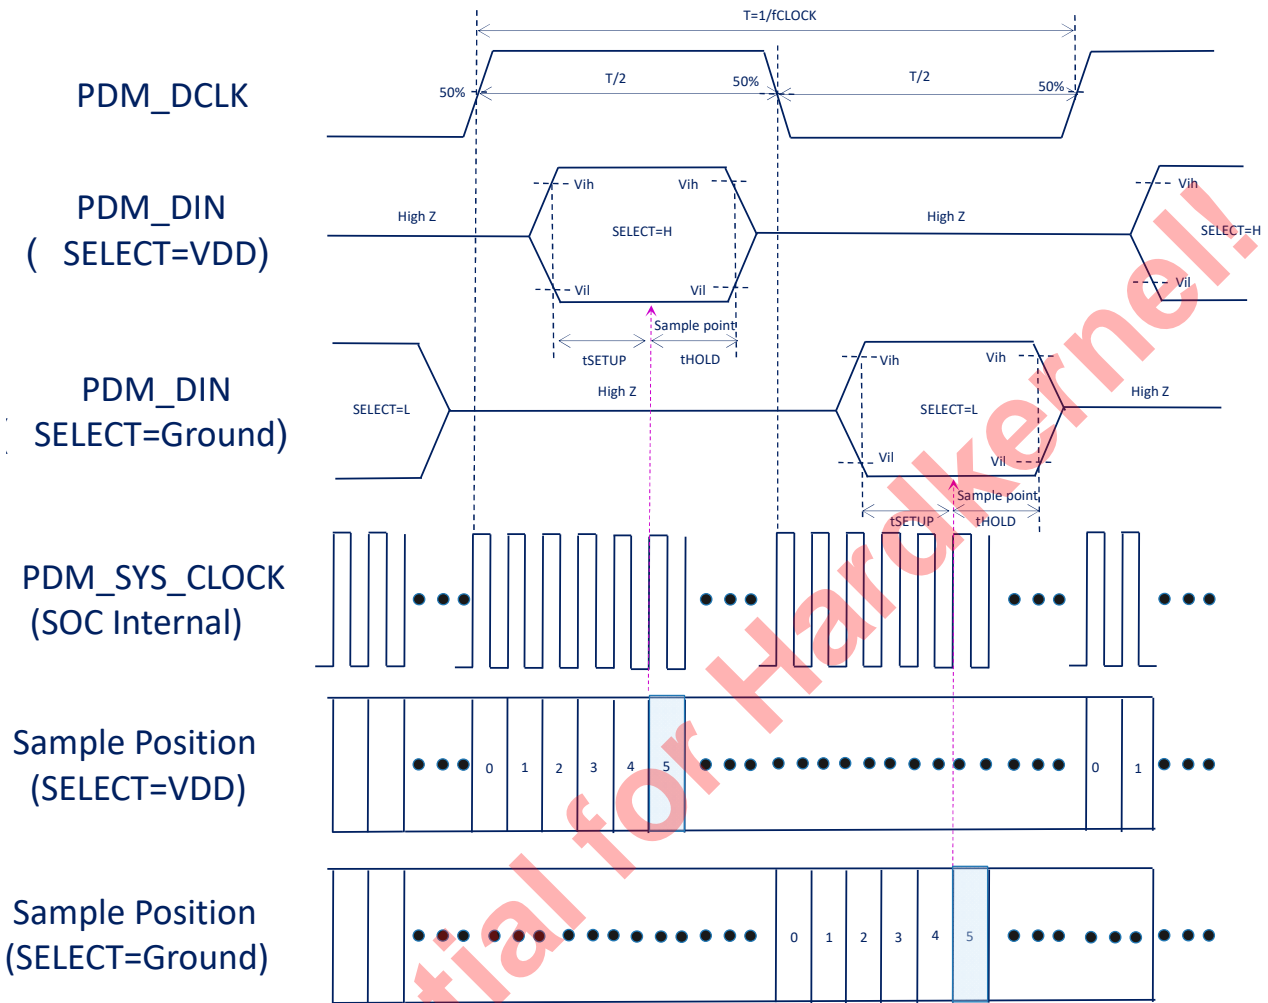 T=1/fCLOCK
PDM_DCLK
50%
T/2
50%
T/2
50%
PDM_DIN
( SELECT=VDD)
High Z
Vih
Vih
SELECT=H
Vil
Vil
High Z
Vih
SELECT=H
Vil
Sample point
tSETUP
tHOLD
PDM_DIN
( SELECT=Ground)
SELECT=L
High Z
Vih
Vih
SELECT=L
Vil
Vil
High Z
Sample point
tSETUP
tHOLD
PDM_SYS_CLOCK
(SOC Internal)
Sample Position
(SELECT=VDD)
0 1 2 3 4 5 0 1
Sample Position
(SELECT=Ground)
0 1 2 3 4 5
tial for Hardkernel!